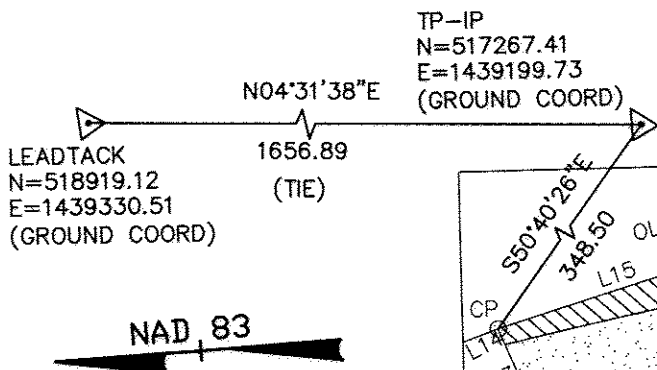 TP-IP
N=517267.41
E=1439199.73
(GROUND COORD)
N04°31'38"E
1656.89
(TIE)
LEADTACK
N=518919.12
E=1439330.51
(GROUND COORD)
S50°40'26"E
348.50
OL
L15
CP
L14
NAD 83